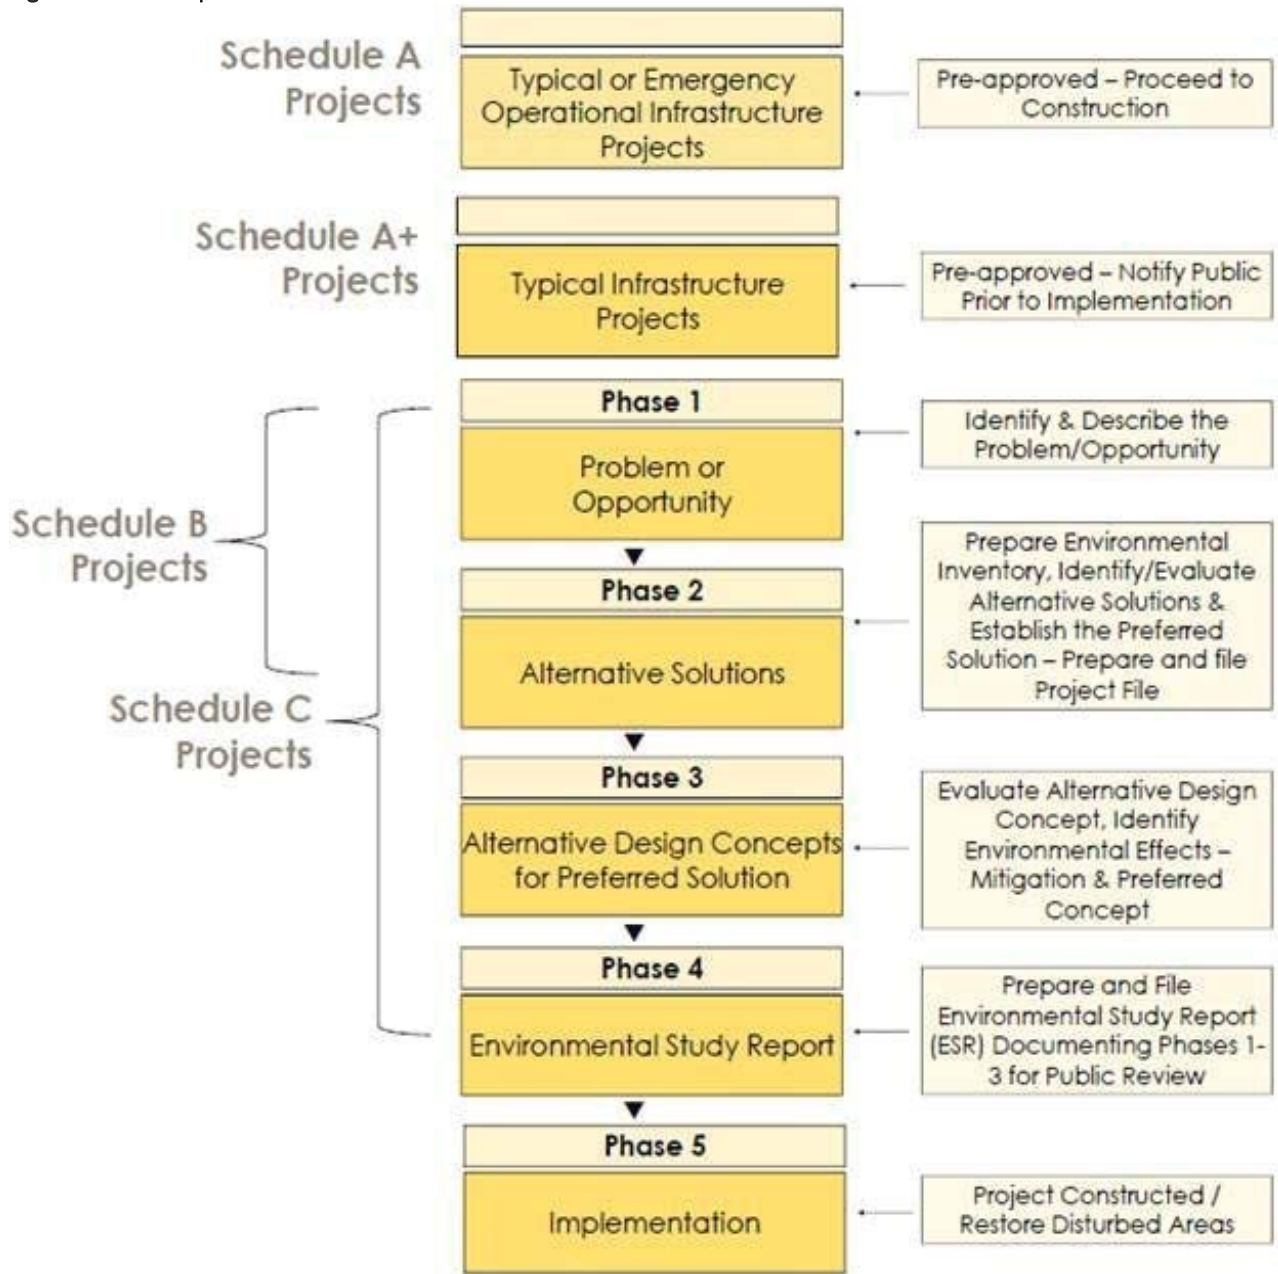 Schedule A
Projects
Typical or Emergency
Operational Infrastructure
Projects
Pre-approved – Proceed to
Construction
Schedule A+
Projects
Typical Infrastructure
Projects
Pre-approved – Notify Public
Prior to Implementation
Phase 1
Problem or
Opportunity
Identify & Describe the
Problem/Opportunity
Schedule B
Projects
Phase 2
Alternative Solutions
Prepare Environmental
Inventory, Identify/Evaluate
Alternative Solutions &
Establish the Preferred
Solution – Prepare and file
Project File
Schedule C
Projects
Phase 3
Alternative Design Concepts
for Preferred Solution
Evaluate Alternative Design
Concept, Identify
Environmental Effects –
Mitigation & Preferred
Concept
Phase 4
Environmental Study Report
Prepare and File
Environmental Study Report
(ESR) Documenting Phases 1-
3 for Public Review
Phase 5
Implementation
Project Constructed /
Restore Disturbed Areas